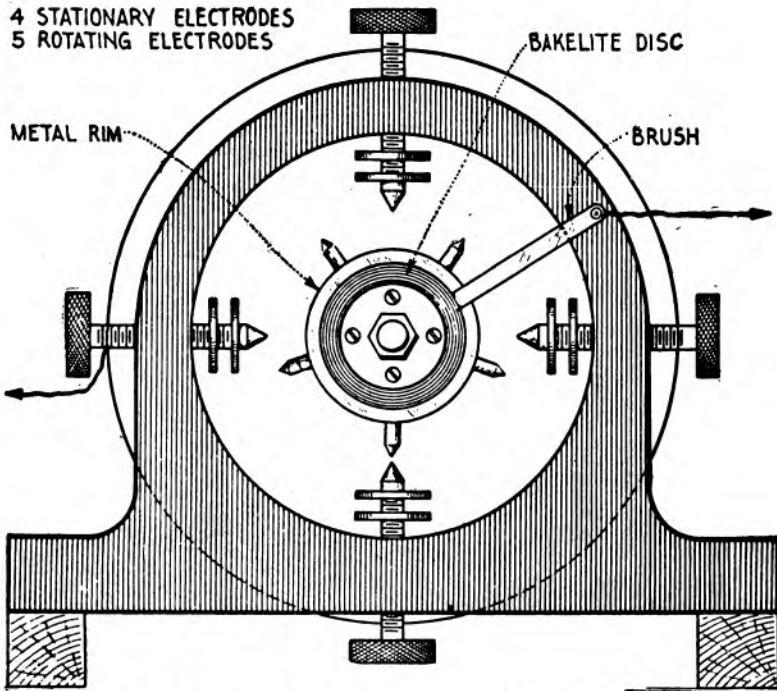 4 STATIONARY ELECTRODES
5 ROTATING ELECTRODES
BAKELITE DISC
METAL RIM
BRUSH